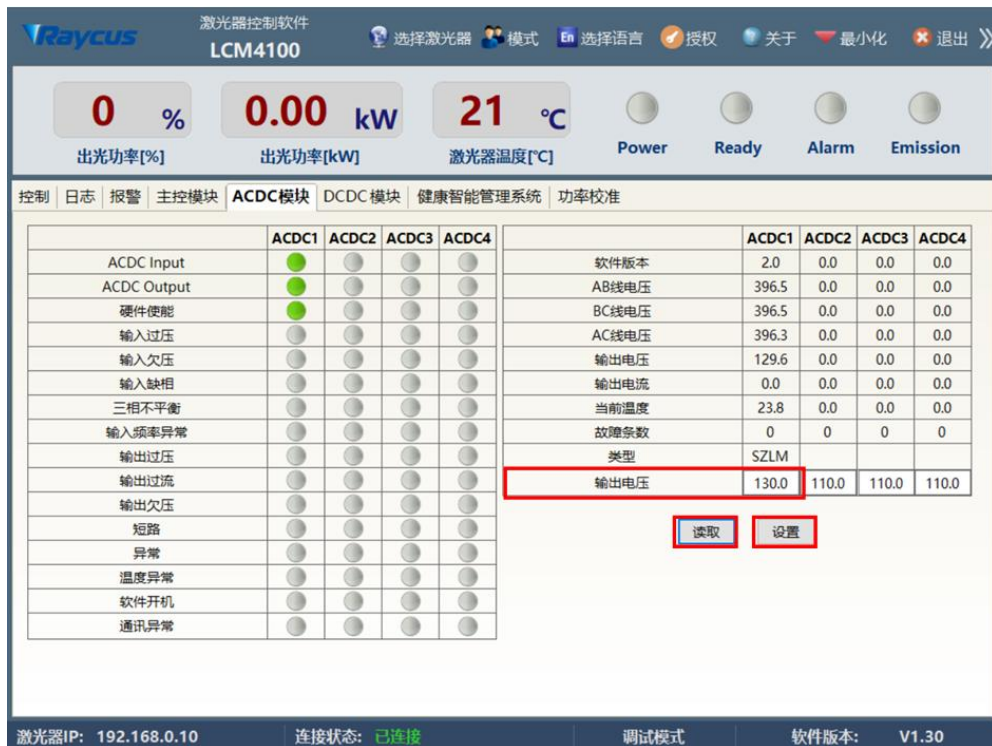 Raycus
激光器控制软件
LCM4100
选择激光器 模式 En 选择语言 授权 关于 最小化 退出
0 % 0.00 kW 21 ℃
出光功率[%] 出光功率[kW] 激光器温度[℃] Power Ready Alarm Emission
控制 日志 报警 主控模块 ACDC模块 DCDC 模块 健康智能管理系统 功率校准
ACDC1 ACDC2 ACDC3 ACDC4
ACDC Input
ACDC Output
硬件使能
输入过压
输入欠压
输入缺相
三相不平衡
输入频率异常
输出过压
输出过流
输出欠压
短路
异常
温度异常
软件开机
通讯异常
ACDC1 ACDC2 ACDC3 ACDC4
软件版本 2.0 0.0 0.0 0.0
AB线电压 396.5 0.0 0.0 0.0
BC线电压 396.5 0.0 0.0 0.0
AC线电压 396.3 0.0 0.0 0.0
输出电压 129.6 0.0 0.0 0.0
输出电流 0.0 0.0 0.0 0.0
当前温度 23.8 0.0 0.0 0.0
故障条数 0 0 0 0
类型 SZLM
输出电压 130.0 110.0 110.0 110.0
读取 设置
激光器IP: 192.168.0.10 连接状态: 已连接 调试模式 软件版本: V1.30